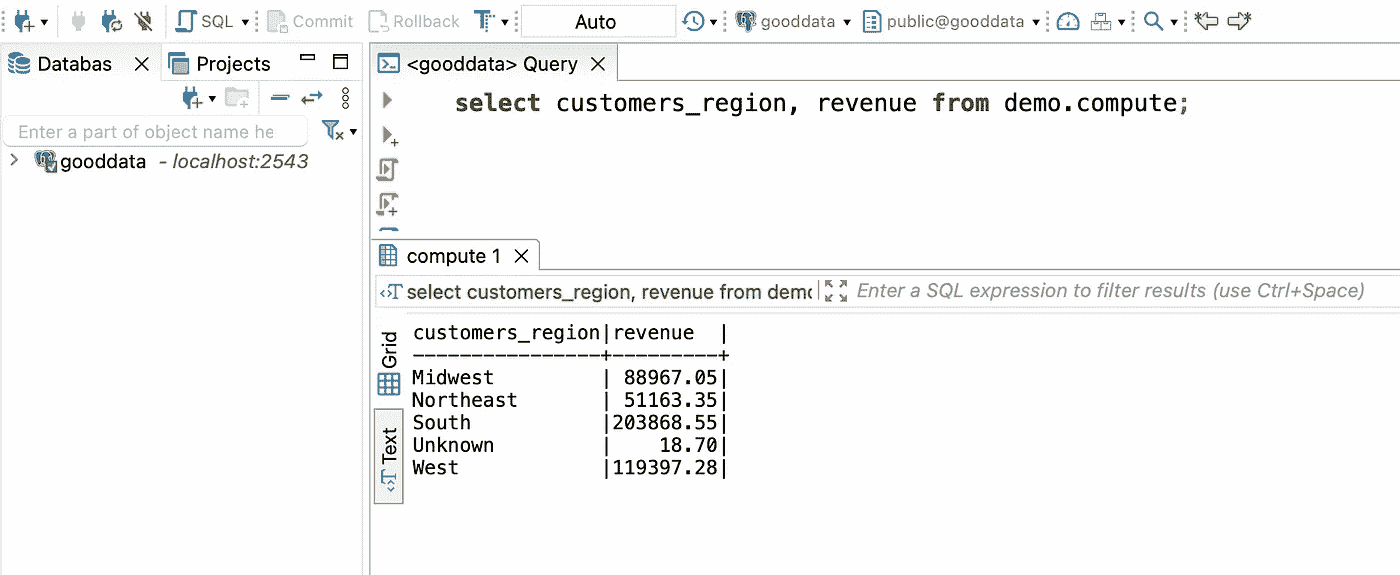 SQL Commit Rollback T Auto gooddata public@gooddata
Databas Projects
<gooddata> Query
select customers_region, revenue from demo.compute;
Enter a part of object name he
gooddata - localhost:2543
compute 1
select customers_region, revenue from demo
Enter a SQL expression to filter results (use Ctrl+Space)
Grid
Text
customers_region|revenue |
----------------+---------+
Midwest | 88967.05|
Northeast | 51163.35|
South |203868.55|
Unknown | 18.70|
West |119397.28|